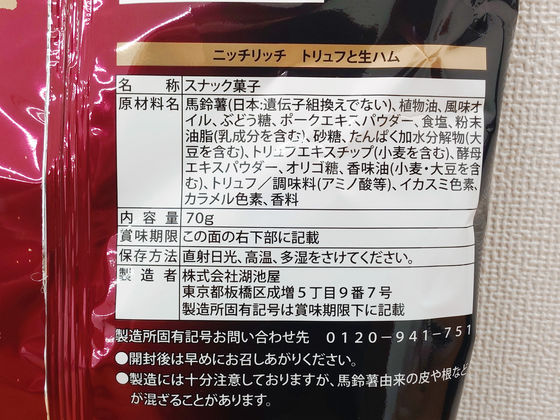 ニッチリッチ トリュフと生ハム
名称 スナック菓子
原材料名 馬鈴薯(日本:遺伝子組換えでない)、植物油、風味オ
イル、ぶどう糖、ポークエキスパウダー、食塩、粉末
油脂(乳成分を含む)、砂糖、たんぱく加水分解物(大
豆を含む)、トリュフエキスチップ(小麦を含む)、酵母
エキスパウダー、オリゴ糖、香味油(小麦・大豆を含
む)、トリュフ/調味料(アミノ酸等)、イカスミ色素、
カラメル色素、香料
内容量 70g
賞味期限 この面の右下部に記載
保存方法 直射日光、高温、多湿をさけてください。
製造者 株式会社湖池屋
東京都板橋区成増5丁目9番7号
製造所固有記号は賞味期限下に記載
製造所固有記号お問い合わせ先 0120-941-751
●開封後は早めにお召しあがりください。
●製造には十分注意しておりますが、馬鈴薯由来の皮や根など
が混ざることがあります。